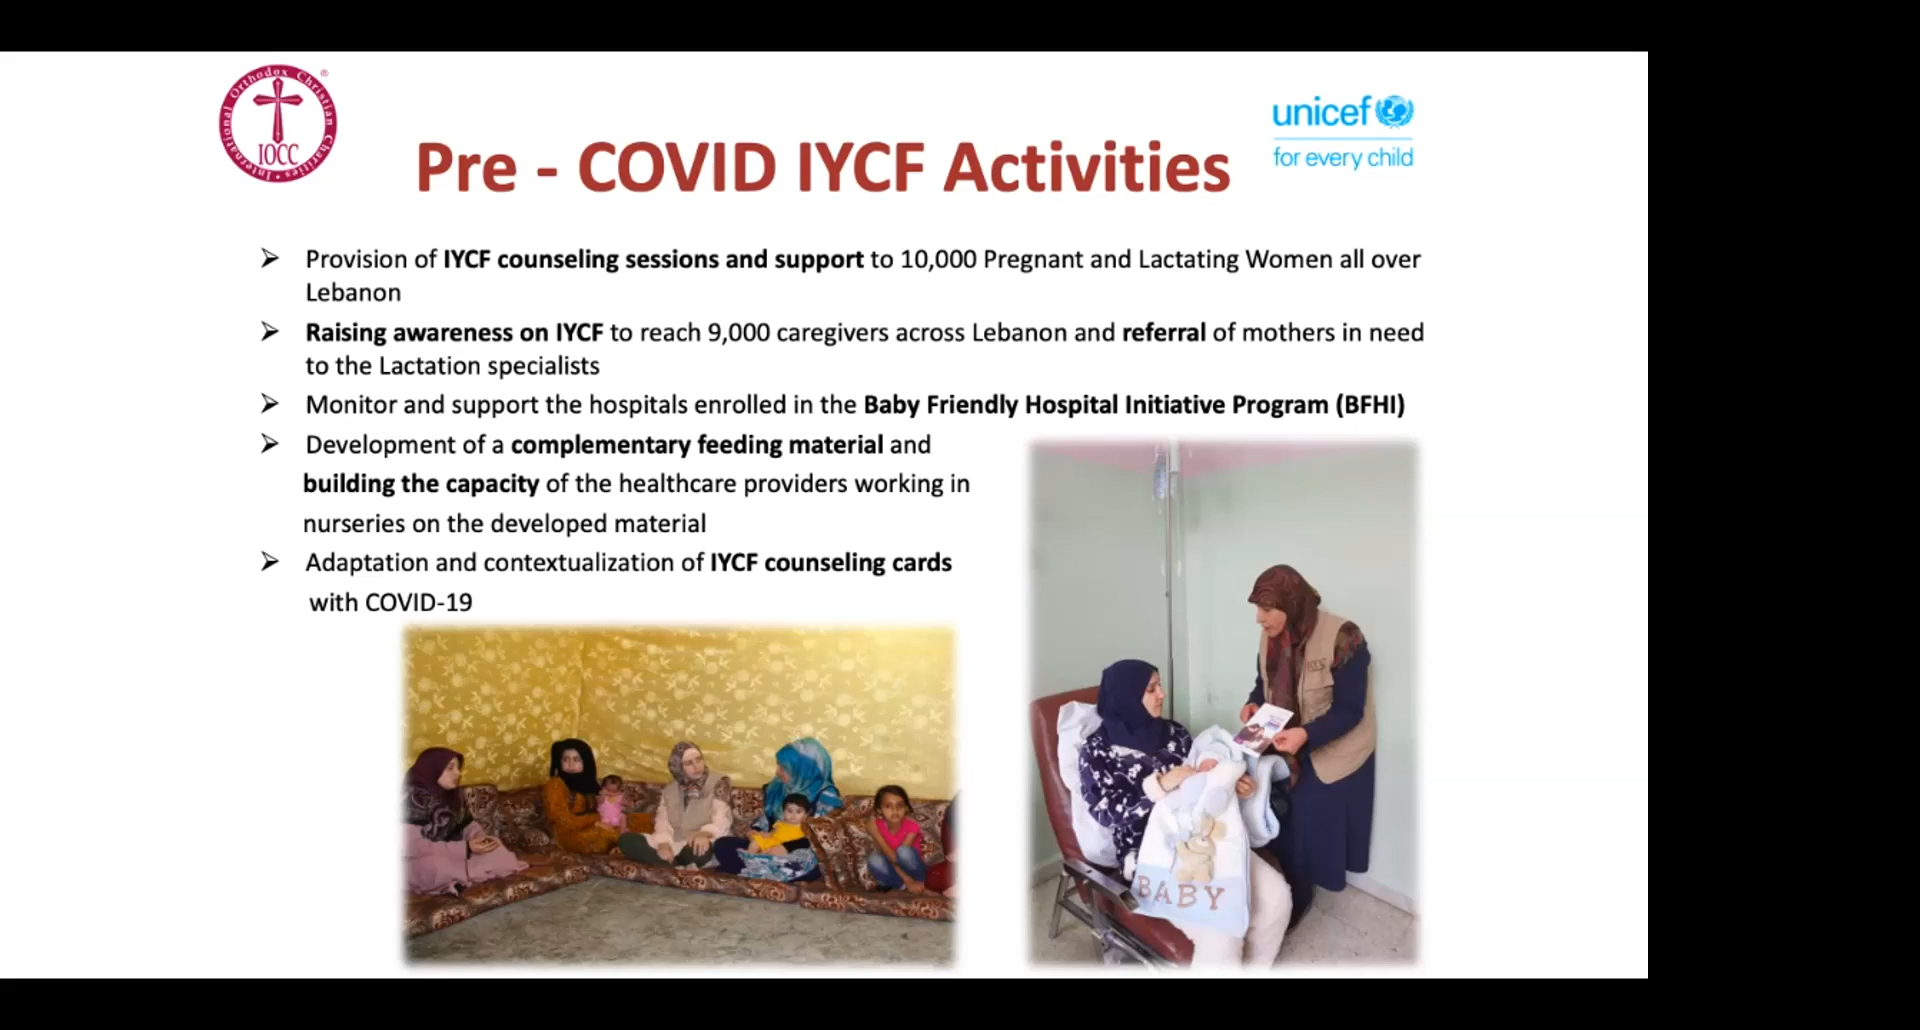 International Orthodox Christian Charities
IOCC
unicef
for every child
Pre - COVID IYCF Activities
Provision of IYCF counseling sessions and support to 10,000 Pregnant and Lactating Women all over
Lebanon
Raising awareness on IYCF to reach 9,000 caregivers across Lebanon and referral of mothers in need
to the Lactation specialists
Monitor and support the hospitals enrolled in the Baby Friendly Hospital Initiative Program (BFHI)
Development of a complementary feeding material and
building the capacity of the healthcare providers working in
nurseries on the developed material
Adaptation and contextualization of IYCF counseling cards
with COVID-19
BABY